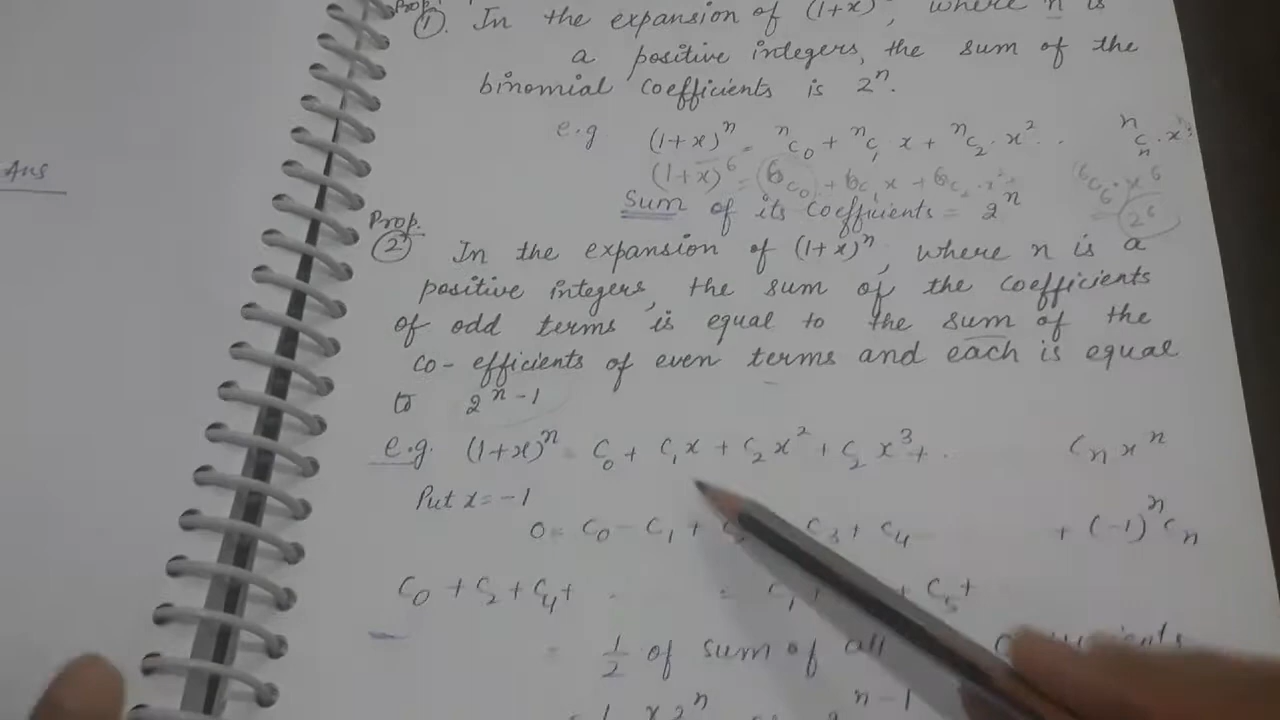 Prop.
① In the expansion of (1+x) , where n is
a positive integers, the sum of the
binomial coefficients is 2ⁿ.
e.g (1+x)ⁿ = ⁿC₀ + ⁿC₁ x + ⁿC₂ · x² . . ⁿCₙ · xⁿ
(1+x)⁶ = 6C₀ + 6C₁ x + 6C₂ · x² + ⁶C₆ · x⁶
Sum of its coefficients = 2ⁿ 2⁶
Prop.
② In the expansion of (1+x)ⁿ, where n is a
positive integers, the sum of the coefficients
of odd terms is equal to the sum of the
co-efficients of even terms and each is equal
to 2ⁿ⁻¹
e.g. (1+x)ⁿ = C₀ + C₁x + C₂x² + C₂x³ + . Cₙxⁿ
Put x = -1
0 = C₀ - C₁ + C₃ + C₄ + (-1)ⁿCₙ
C₀ + C₂ + C₄ + . = C₁ + + C₅ +
= 1/2 of sum of all
= 1 × 2ⁿ n-1
Ans